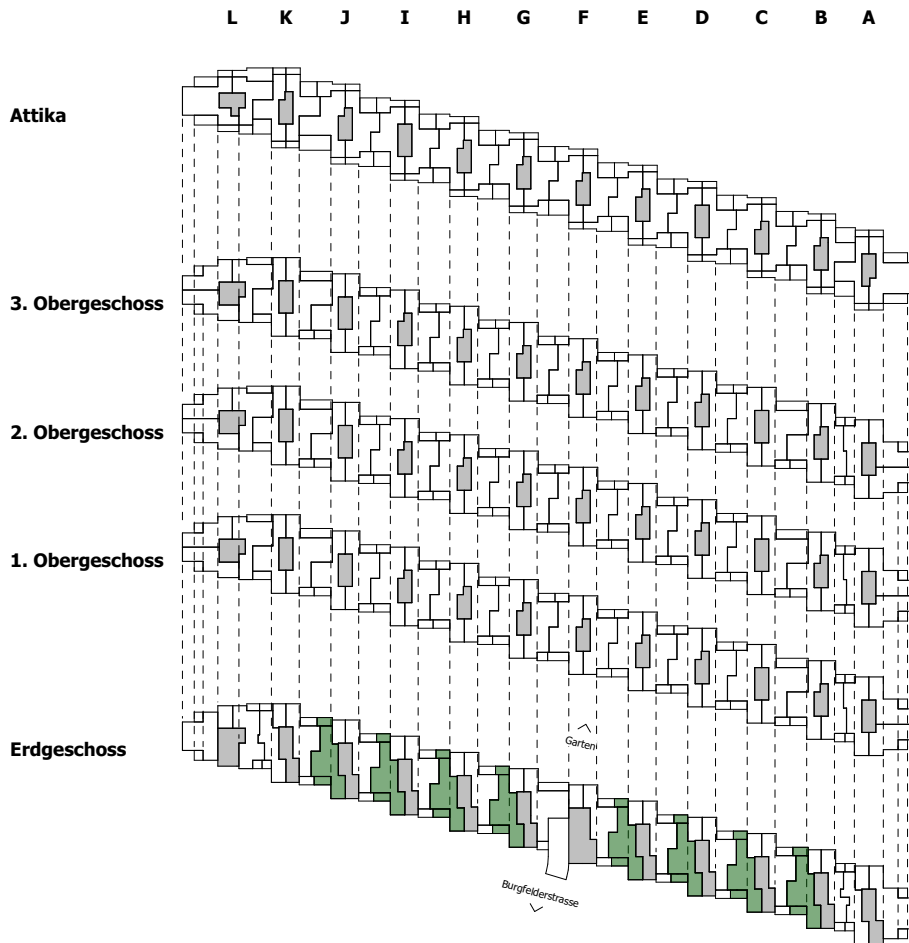 L K J I H G F E D C B A
Attika
3. Obergeschoss
2. Obergeschoss
1. Obergeschoss
Garten
Erdgeschoss
Burgfelderstrasse